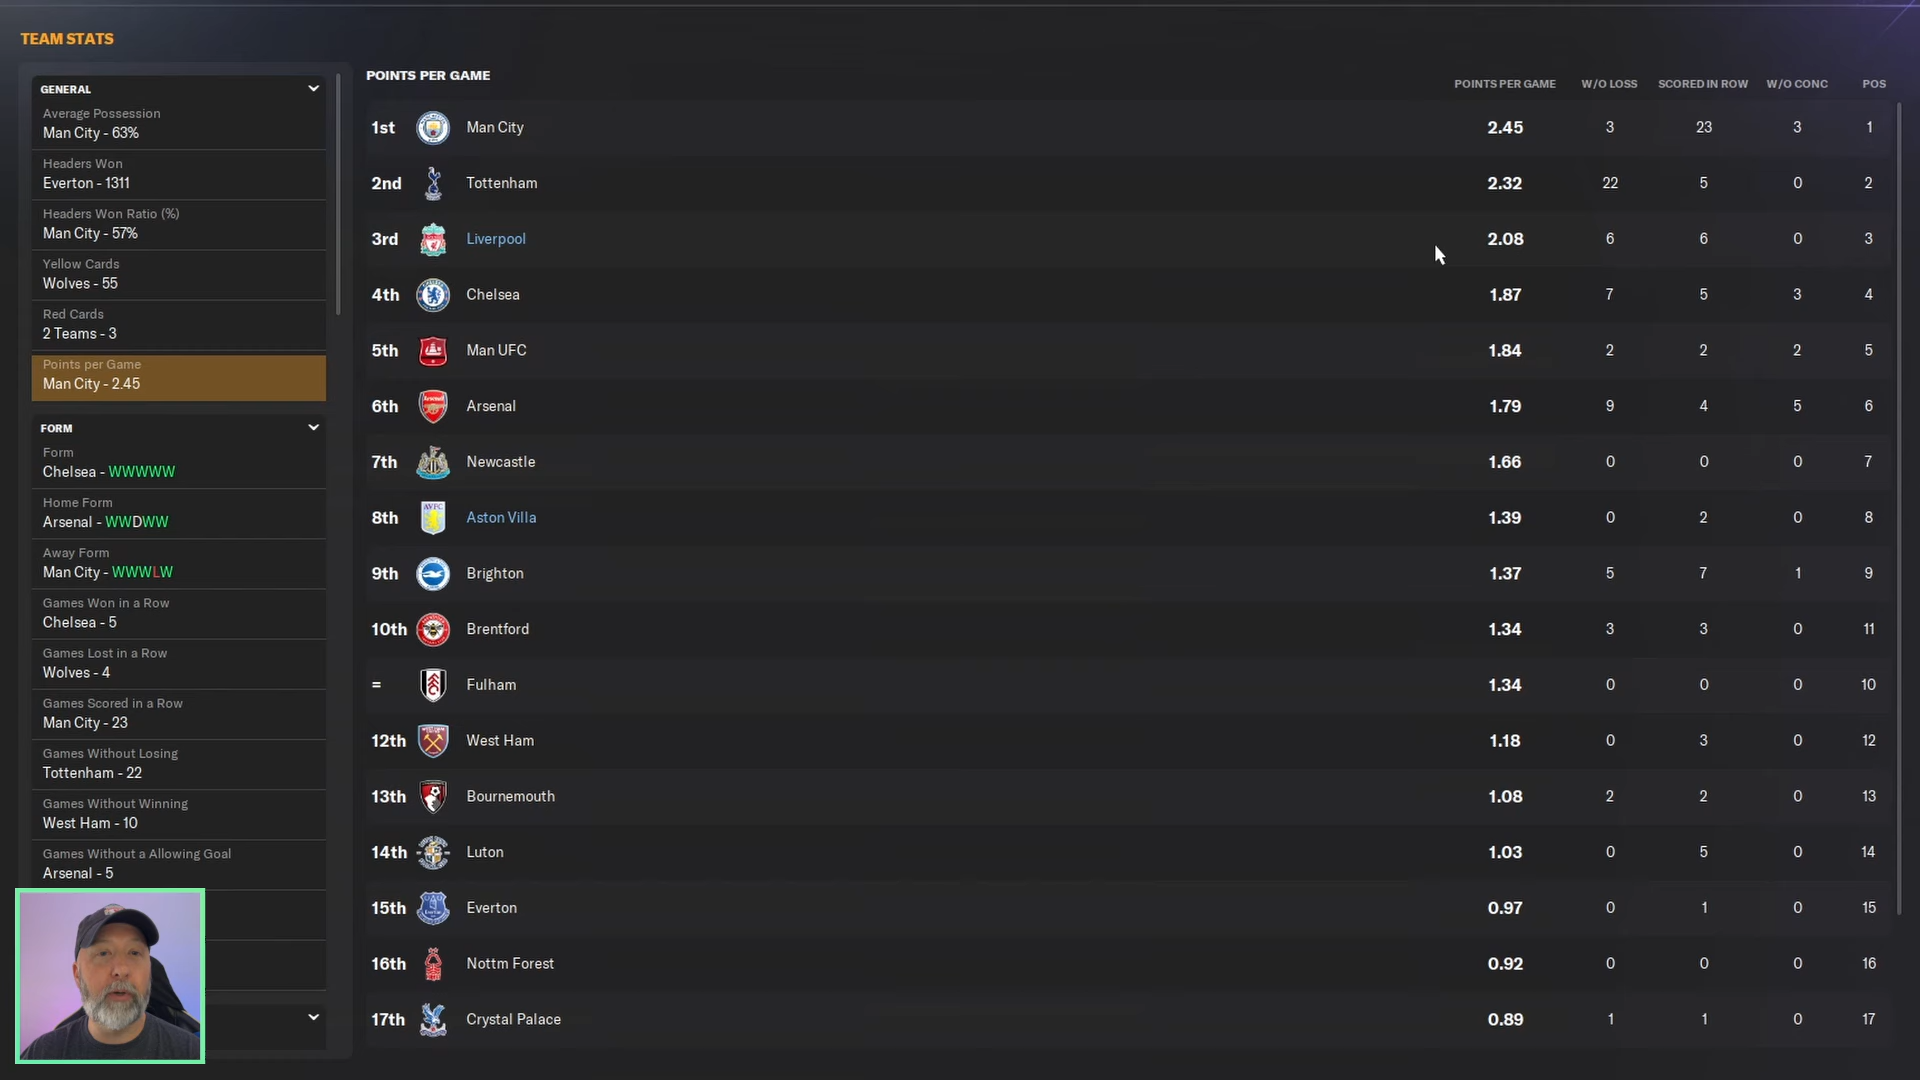 TEAM STATS
GENERAL
Average Possession
Man City - 63%
Headers Won
Everton - 1311
Headers Won Ratio (%)
Man City - 57%
Yellow Cards
Wolves - 55
Red Cards
2 Teams - 3
Points per Game
Man City - 2.45
FORM
Form
Chelsea - WWWWW
Home Form
Arsenal - WWDWW
Away Form
Man City - WWWLW
Games Won in a Row
Chelsea - 5
Games Lost in a Row
Wolves - 4
Games Scored in a Row
Man City - 23
Games Without Losing
Tottenham - 22
Games Without Winning
West Ham - 10
Games Without a Allowing Goal
Arsenal - 5
POINTS PER GAME
POINTS PER GAME W/O LOSS SCORED IN ROW W/O CONC POS
1st Man City 2.45 3 23 3 1
2nd Tottenham 2.32 22 5 0 2
3rd Liverpool 2.08 6 6 0 3
4th Chelsea 1.87 7 5 3 4
5th Man UFC 1.84 2 2 2 5
6th Arsenal 1.79 9 4 5 6
7th Newcastle 1.66 0 0 0 7
8th AVFC Aston Villa 1.39 0 2 0 8
9th Brighton 1.37 5 7 1 9
10th Brentford 1.34 3 3 0 11
= Fulham 1.34 0 0 0 10
12th West Ham 1.18 0 3 0 12
13th Bournemouth 1.08 2 2 0 13
14th Luton 1.03 0 5 0 14
15th Everton 0.97 0 1 0 15
16th Nottm Forest 0.92 0 0 0 16
17th Crystal Palace 0.89 1 1 0 17